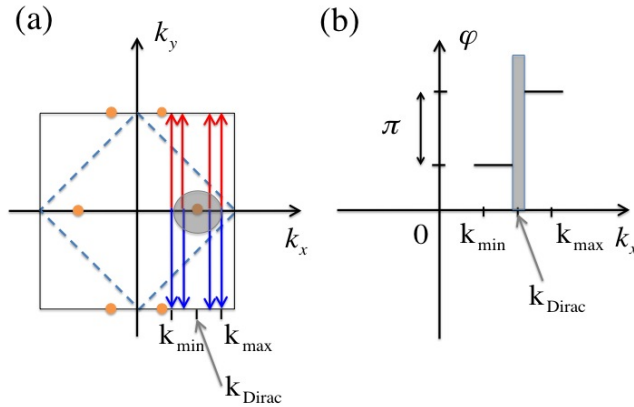 (a)
k_y
k_x
k_min
k_max
k_Dirac
(b)
φ
π
0
k_min
k_max
k_x
k_Dirac